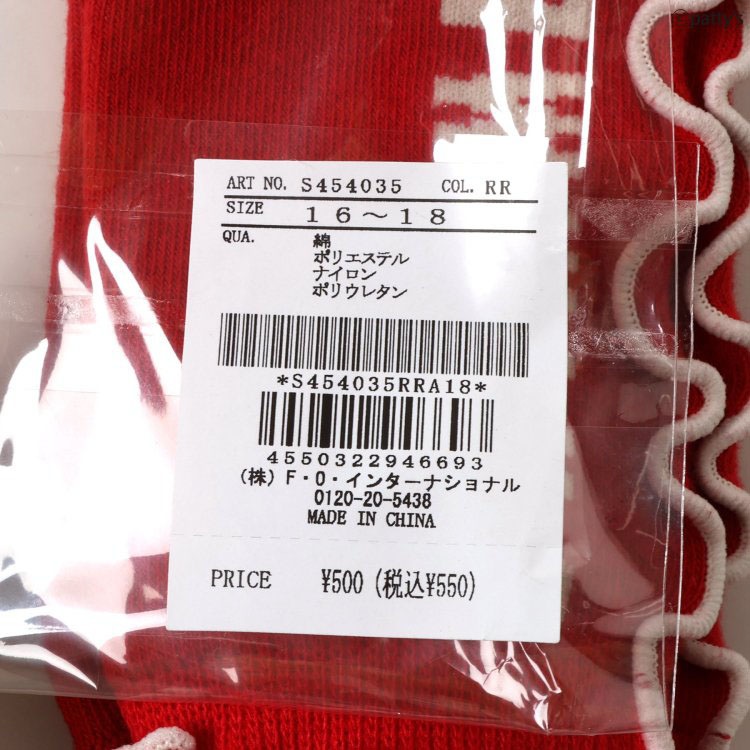 © patty's
ART NO. S454035 COL. RR
SIZE 16～18
QUA. 綿
ポリエステル
ナイロン
ポリウレタン
*S454035RRA18*
4550322946693
(株)F・O・インターナショナル
0120-20-5438
MADE IN CHINA
PRICE ¥500(税込¥550)